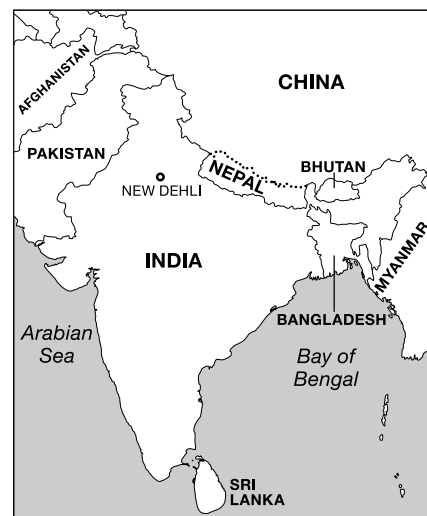 CHINA
AFGHANISTAN
PAKISTAN
NEPAL
BHUTAN
NEW DEHLI
INDIA
MYANMAR
BANGLADESH
Arabian
Sea
Bay of
Bengal
SRI
LANKA